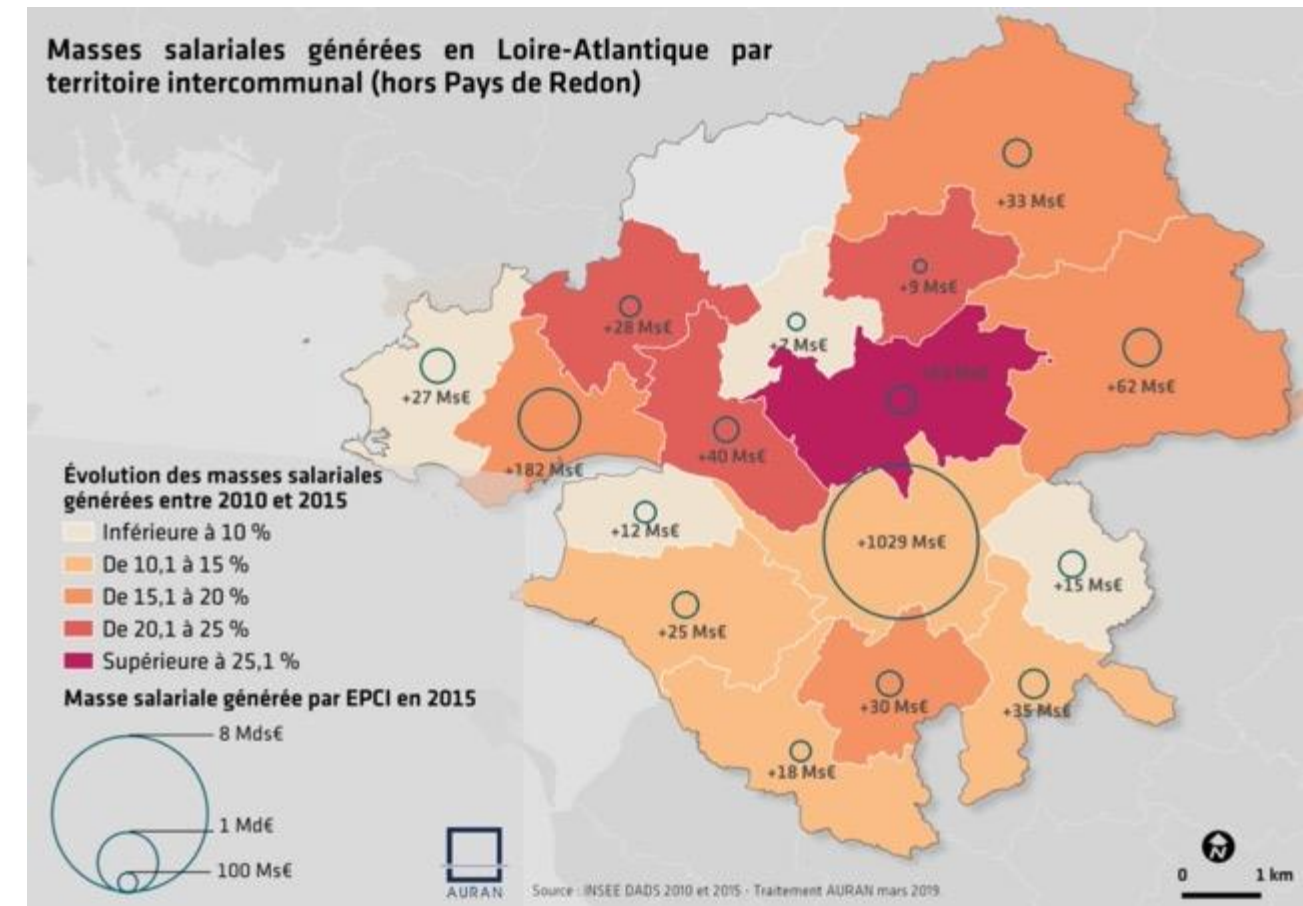 Masses salariales générées en Loire-Atlantique par
territoire intercommunal (hors Pays de Redon)
+33 Ms€
+9 Ms€
+28 Ms€
+7 Ms€
+62 Ms€
+27 Ms€
+40 Ms€
+182 Ms€
+12 Ms€
+1029 Ms€
+15 Ms€
+25 Ms€
+30 Ms€
+35 Ms€
+18 Ms€
Évolution des masses salariales
générées entre 2010 et 2015
Inférieure à 10 %
De 10,1 à 15 %
De 15,1 à 20 %
De 20,1 à 25 %
Supérieure à 25,1 %
Masse salariale générée par EPCI en 2015
8 Mds€
1 Md€
100 Ms€
AURAN
Source : INSEE DADS 2010 et 2015 - Traitement AURAN mars 2019
N
0 1 km